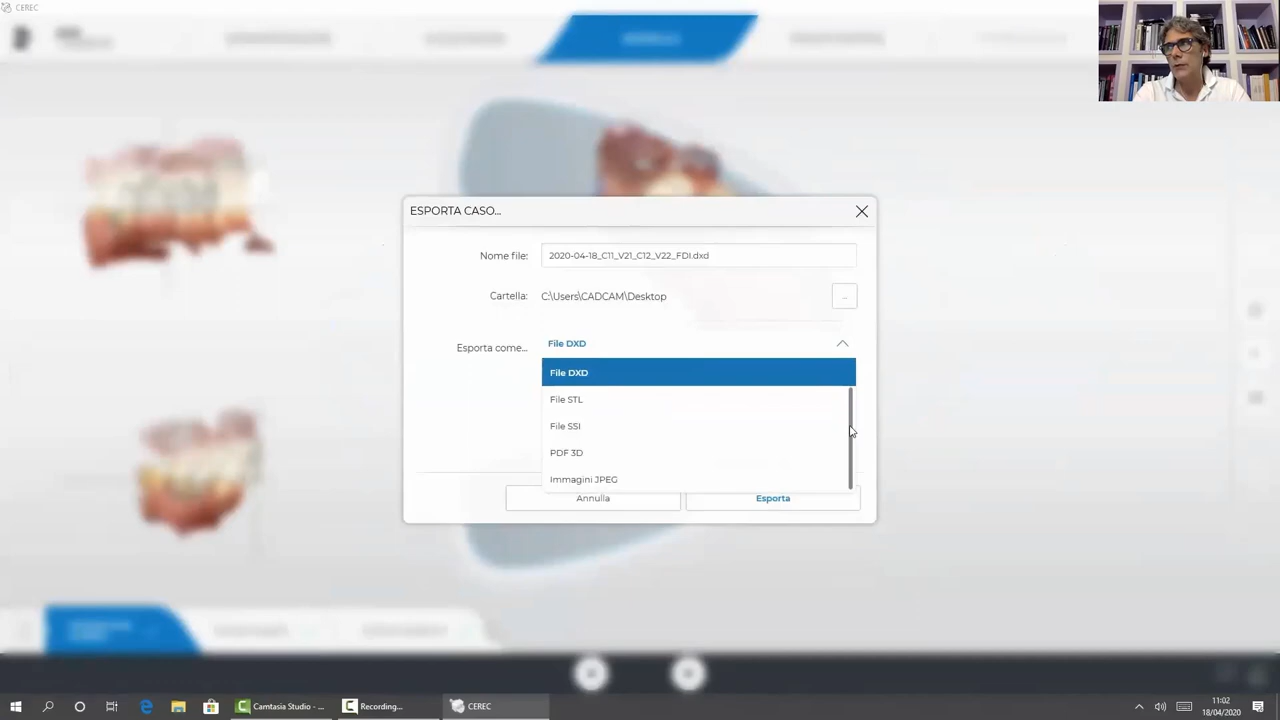 CEREC
ESPORTA CASO...
Nome file: 2020-04-18_C11_V21_C12_V22_FDI.dxd
Cartella: C:\Users\CADCAM\Desktop ...
Esporta come... File DXD
File DXD
File STL
File SSI
PDF 3D
Immagini JPEG
Annulla Esporta
Camtasia Studio - ... Recording... CEREC
11:02
18/04/2020